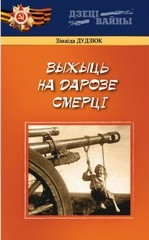 ДЗЕЦІ
ВАЙНЫ
Зінаіда ДУДЗЮК
ВЫЖЫЦЬ
НА ДАРОЗЕ
СМЕРЦІ